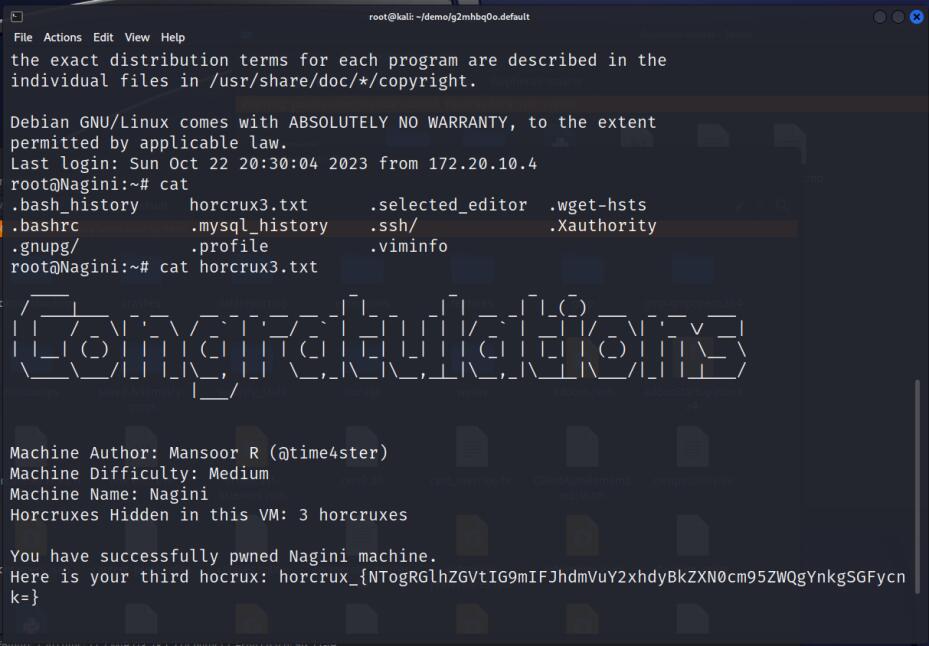 root@kali: ~/demo/g2mhbq0o.default
File Actions Edit View Help
the exact distribution terms for each program are described in the
individual files in /usr/share/doc/*/copyright.
Debian GNU/Linux comes with ABSOLUTELY NO WARRANTY, to the extent
permitted by applicable law.
Last login: Sun Oct 22 20:30:04 2023 from 172.20.10.4
root@Nagini:~# cat
.bash_history horcrux3.txt .selected_editor .wget-hsts
.bashrc .mysql_history .ssh/ .Xauthority
.gnupg/ .profile .viminfo
root@Nagini:~# cat horcrux3.txt
Congratulations
Machine Author: Mansoor R (@time4ster)
Machine Difficulty: Medium
Machine Name: Nagini
Horcruxes Hidden in this VM: 3 horcruxes
You have successfully pwned Nagini machine.
Here is your third hocrux: horcrux_{NTogRGlhZGVtIG9mIFJhdmVuY2xhdyBkZXN0cm95ZWQgYnkgSGFycn
k=}